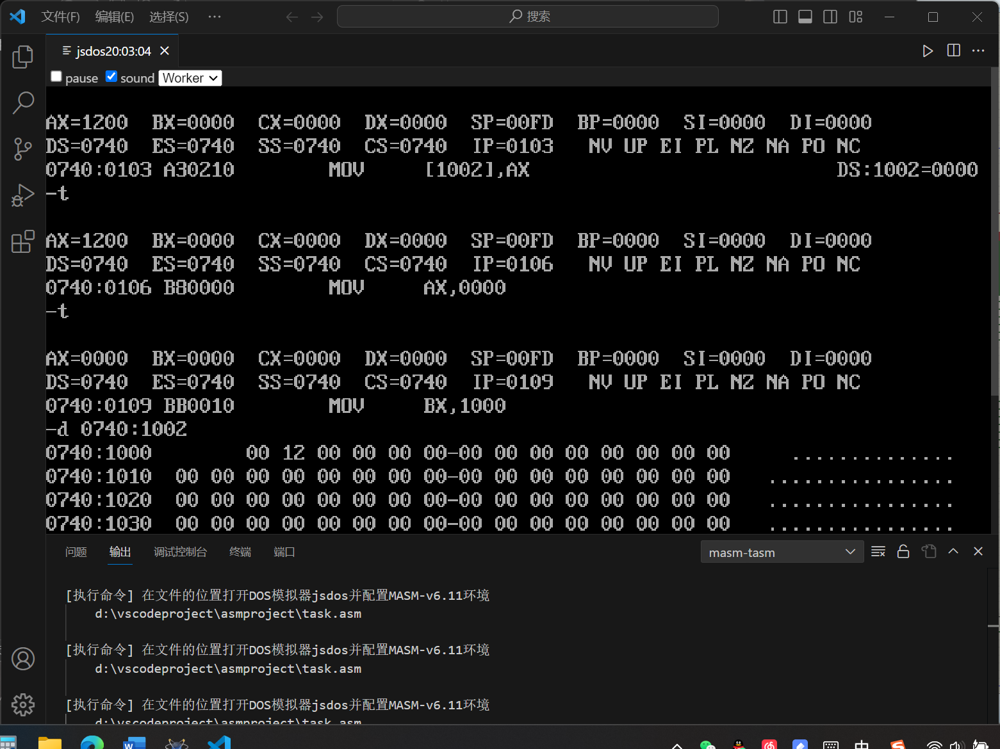 文件(F) 编辑(E) 选择(S) ··· 搜索
jsdos20:03:04
pause sound Worker
AX=1200 BX=0000 CX=0000 DX=0000 SP=00FD BP=0000 SI=0000 DI=0000
DS=0740 ES=0740 SS=0740 CS=0740 IP=0103 NV UP EI PL NZ NA PO NC
0740:0103 A30210 MOV [1002],AX DS:1002=0000
-t
AX=1200 BX=0000 CX=0000 DX=0000 SP=00FD BP=0000 SI=0000 DI=0000
DS=0740 ES=0740 SS=0740 CS=0740 IP=0106 NV UP EI PL NZ NA PO NC
0740:0106 B80000 MOV AX,0000
-t
AX=0000 BX=0000 CX=0000 DX=0000 SP=00FD BP=0000 SI=0000 DI=0000
DS=0740 ES=0740 SS=0740 CS=0740 IP=0109 NV UP EI PL NZ NA PO NC
0740:0109 BB0010 MOV BX,1000
-d 0740:1002
0740:1000 00 12 00 00 00 00-00 00 00 00 00 00 00 00 ..............
0740:1010 00 00 00 00 00 00 00 00-00 00 00 00 00 00 00 00 ................
0740:1020 00 00 00 00 00 00 00 00-00 00 00 00 00 00 00 00 ................
0740:1030 00 00 00 00 00 00 00 00-00 00 00 00 00 00 00 00 ................
问题 输出 调试控制台 终端 端口 masm-tasm
[执行命令] 在文件的位置打开DOS模拟器jsdos并配置MASM-v6.11环境
d:\vscodeproject\asmproject\task.asm
[执行命令] 在文件的位置打开DOS模拟器jsdos并配置MASM-v6.11环境
d:\vscodeproject\asmproject\task.asm
[执行命令] 在文件的位置打开DOS模拟器jsdos并配置MASM-v6.11环境
d:\vscodeproject\asmproject\task.asm
中